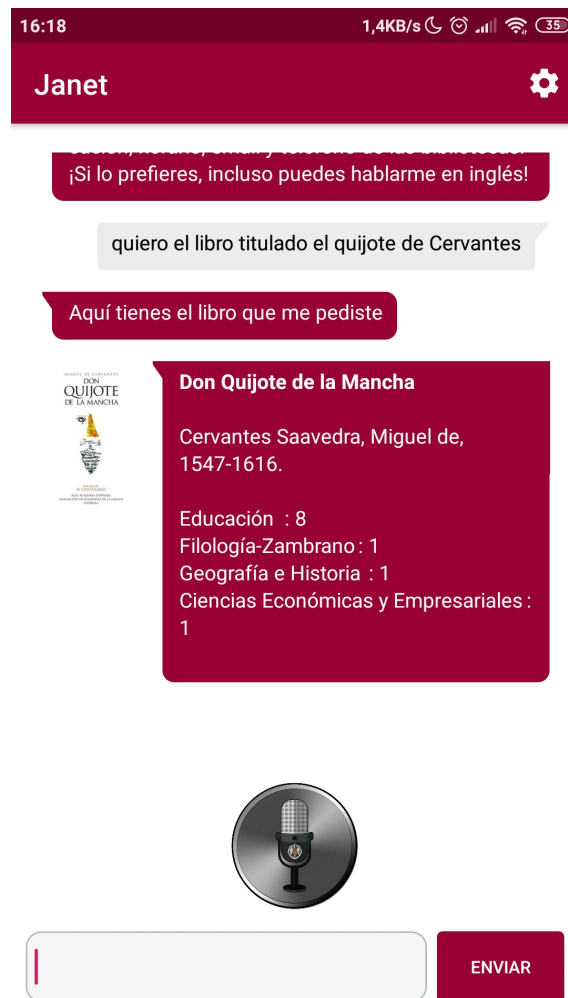 16:18 1,4KB/s 35
Janet
¡Si lo prefieres, incluso puedes hablarme en inglés!
quiero el libro titulado el quijote de Cervantes
Aquí tienes el libro que me pediste
MIGUEL DE CERVANTES
DON
QUIJOTE
DE LA MANCHA
Don Quijote de la Mancha
Cervantes Saavedra, Miguel de,
1547-1616.
Educación : 8
Filología-Zambrano : 1
Geografía e Historia : 1
Ciencias Económicas y Empresariales :
1
ENVIAR